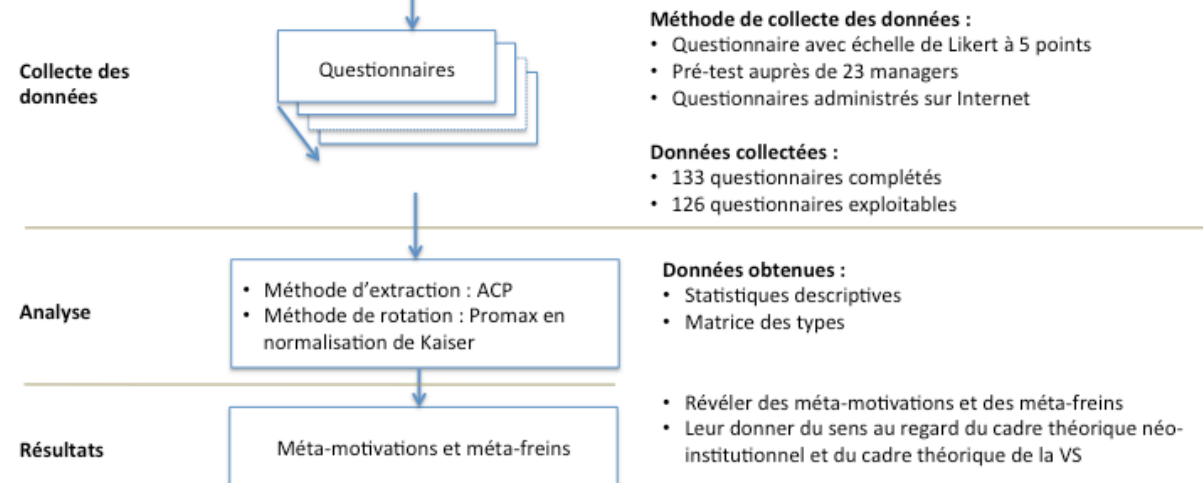 Collecte des
données
Questionnaires
Méthode de collecte des données :
• Questionnaire avec échelle de Likert à 5 points
• Pré-test auprès de 23 managers
• Questionnaires administrés sur Internet
Données collectées :
• 133 questionnaires complétés
• 126 questionnaires exploitables
Analyse
• Méthode d'extraction : ACP
• Méthode de rotation : Promax en
normalisation de Kaiser
Données obtenues :
• Statistiques descriptives
• Matrice des types
Résultats
Méta-motivations et méta-freins
• Révéler des méta-motivations et des méta-freins
• Leur donner du sens au regard du cadre théorique néo-
institutionnel et du cadre théorique de la VS